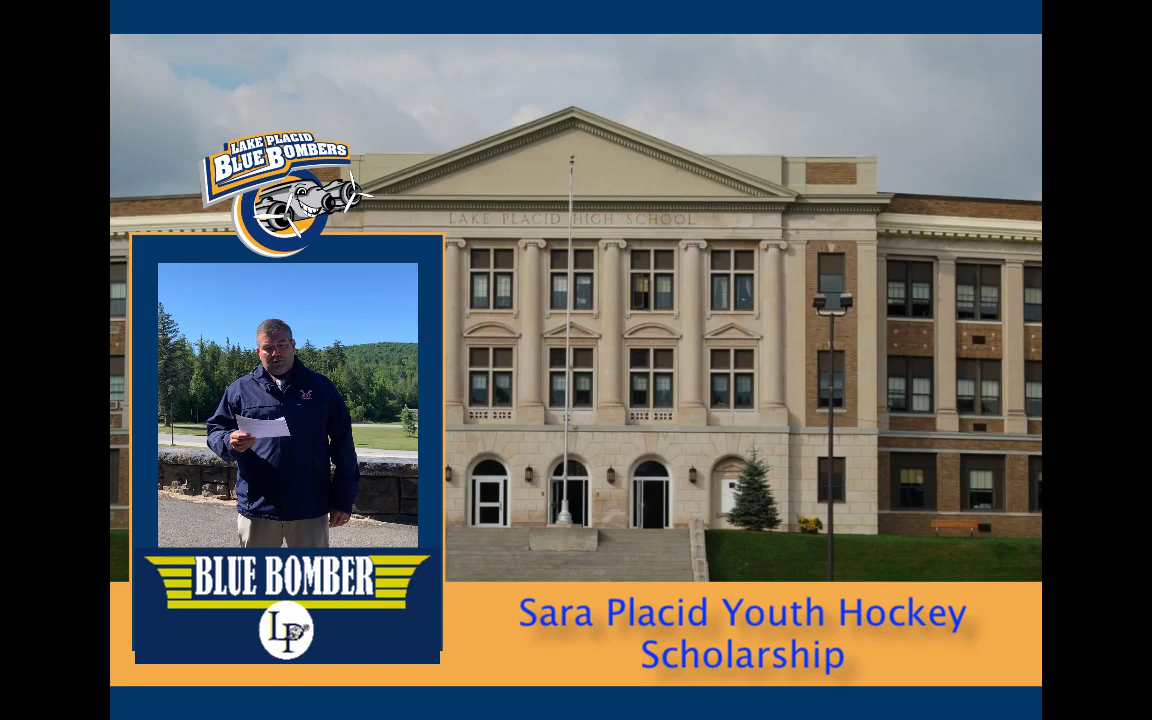 LAKE PLACID
BLUE BOMBERS
LAKE PLACID HIGH SCHOOL
BLUE BOMBER
LP
Sara Placid Youth Hockey
Scholarship